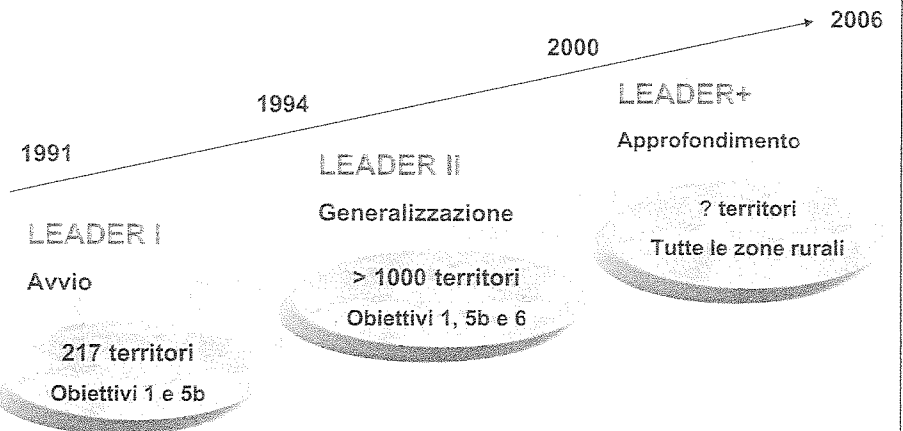 1991
1994
2000
2006
LEADER I
Avvio
217 territori
Obiettivi 1 e 5b
LEADER II
Generalizzazione
> 1000 territori
Obiettivi 1, 5b e 6
LEADER+
Approfondimento
? territori
Tutte le zone rurali